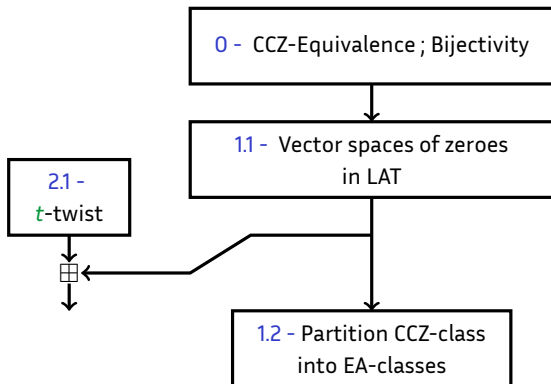 0 - CCZ-Equivalence ; Bijectivity
1.1 - Vector spaces of zeroes
in LAT
2.1 -
t-twist
1.2 - Partition CCZ-class
into EA-classes